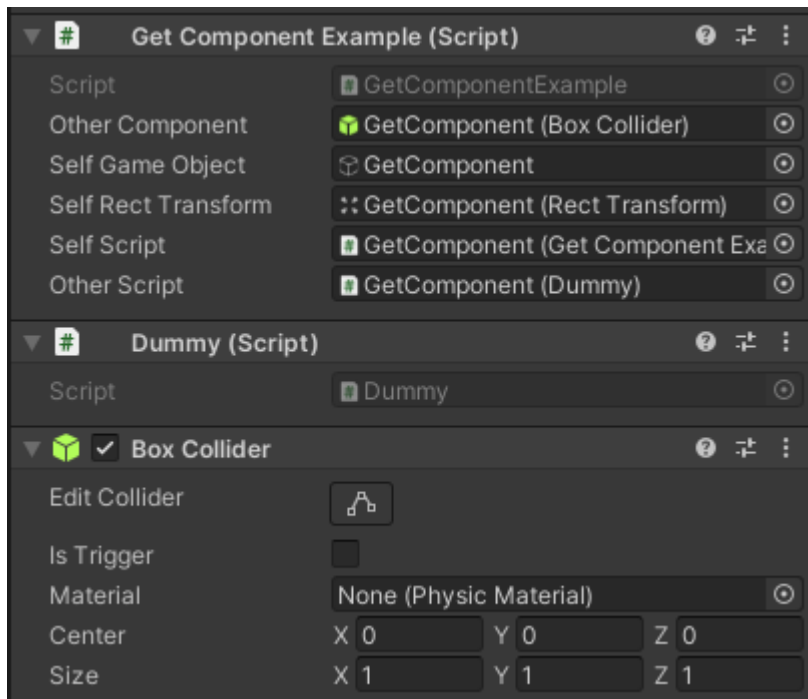 Get Component Example (Script)
Script GetComponentExample
Other Component GetComponent (Box Collider)
Self Game Object GetComponent
Self Rect Transform GetComponent (Rect Transform)
Self Script GetComponent (Get Component Exa
Other Script GetComponent (Dummy)
Dummy (Script)
Script Dummy
Box Collider
Edit Collider
Is Trigger
Material None (Physic Material)
Center X 0 Y 0 Z 0
Size X 1 Y 1 Z 1